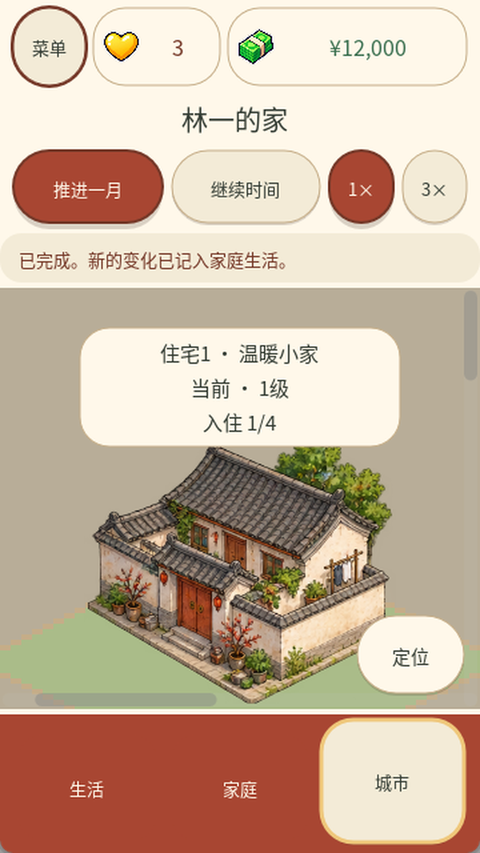 菜单
3
¥12,000
林一的家
推进一月
继续时间
1×
3×
已完成。新的变化已记入家庭生活。
住宅1 · 温暖小家
当前 · 1级
入住 1/4
定位
生活
家庭
城市